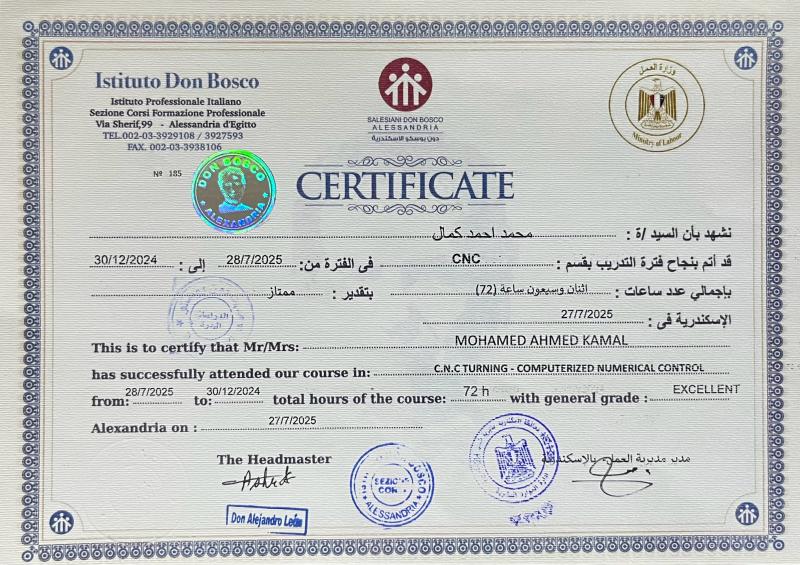 Istituto Don Bosco
Istituto Professionale Italiano
Sezione Corsi Formazione Professionale
Via Sherif,99 - Alessandria d'Egitto
TEL.002-03-3929108 / 3927593
FAX. 002-03-3938106
SALESIANI DON BOSCO
ALESSANDRIA
دون بوسكو الاسكندرية
وزارة العمل
Ministry of Labour
Nº 185
DON BOSCO
ALEXANDRIA
CERTIFICATE
نشهد بأن السيد /ة : محمد احمد كمال
قد أتم بنجاح فترة التدريب بقسم : CNC فى الفترة من: 28/7/2025 إلى : 30/12/2024
بإجمالي عدد ساعات : اثنان وسبعون ساعة (72) بتقدير : ممتاز
الإسكندرية فى : 27/7/2025
This is to certify that Mr/Mrs: MOHAMED AHMED KAMAL
has successfully attended our course in: C.N.C TURNING - COMPUTERIZED NUMERICAL CONTROL
from: 28/7/2025 to: 30/12/2024 total hours of the course: 72 h with general grade : EXCELLENT
Alexandria on : 27/7/2025
The Headmaster
مدير مديرية العمل بالإسكندرية
BOSCO
ALESSANDRIA
Don Alejandro León